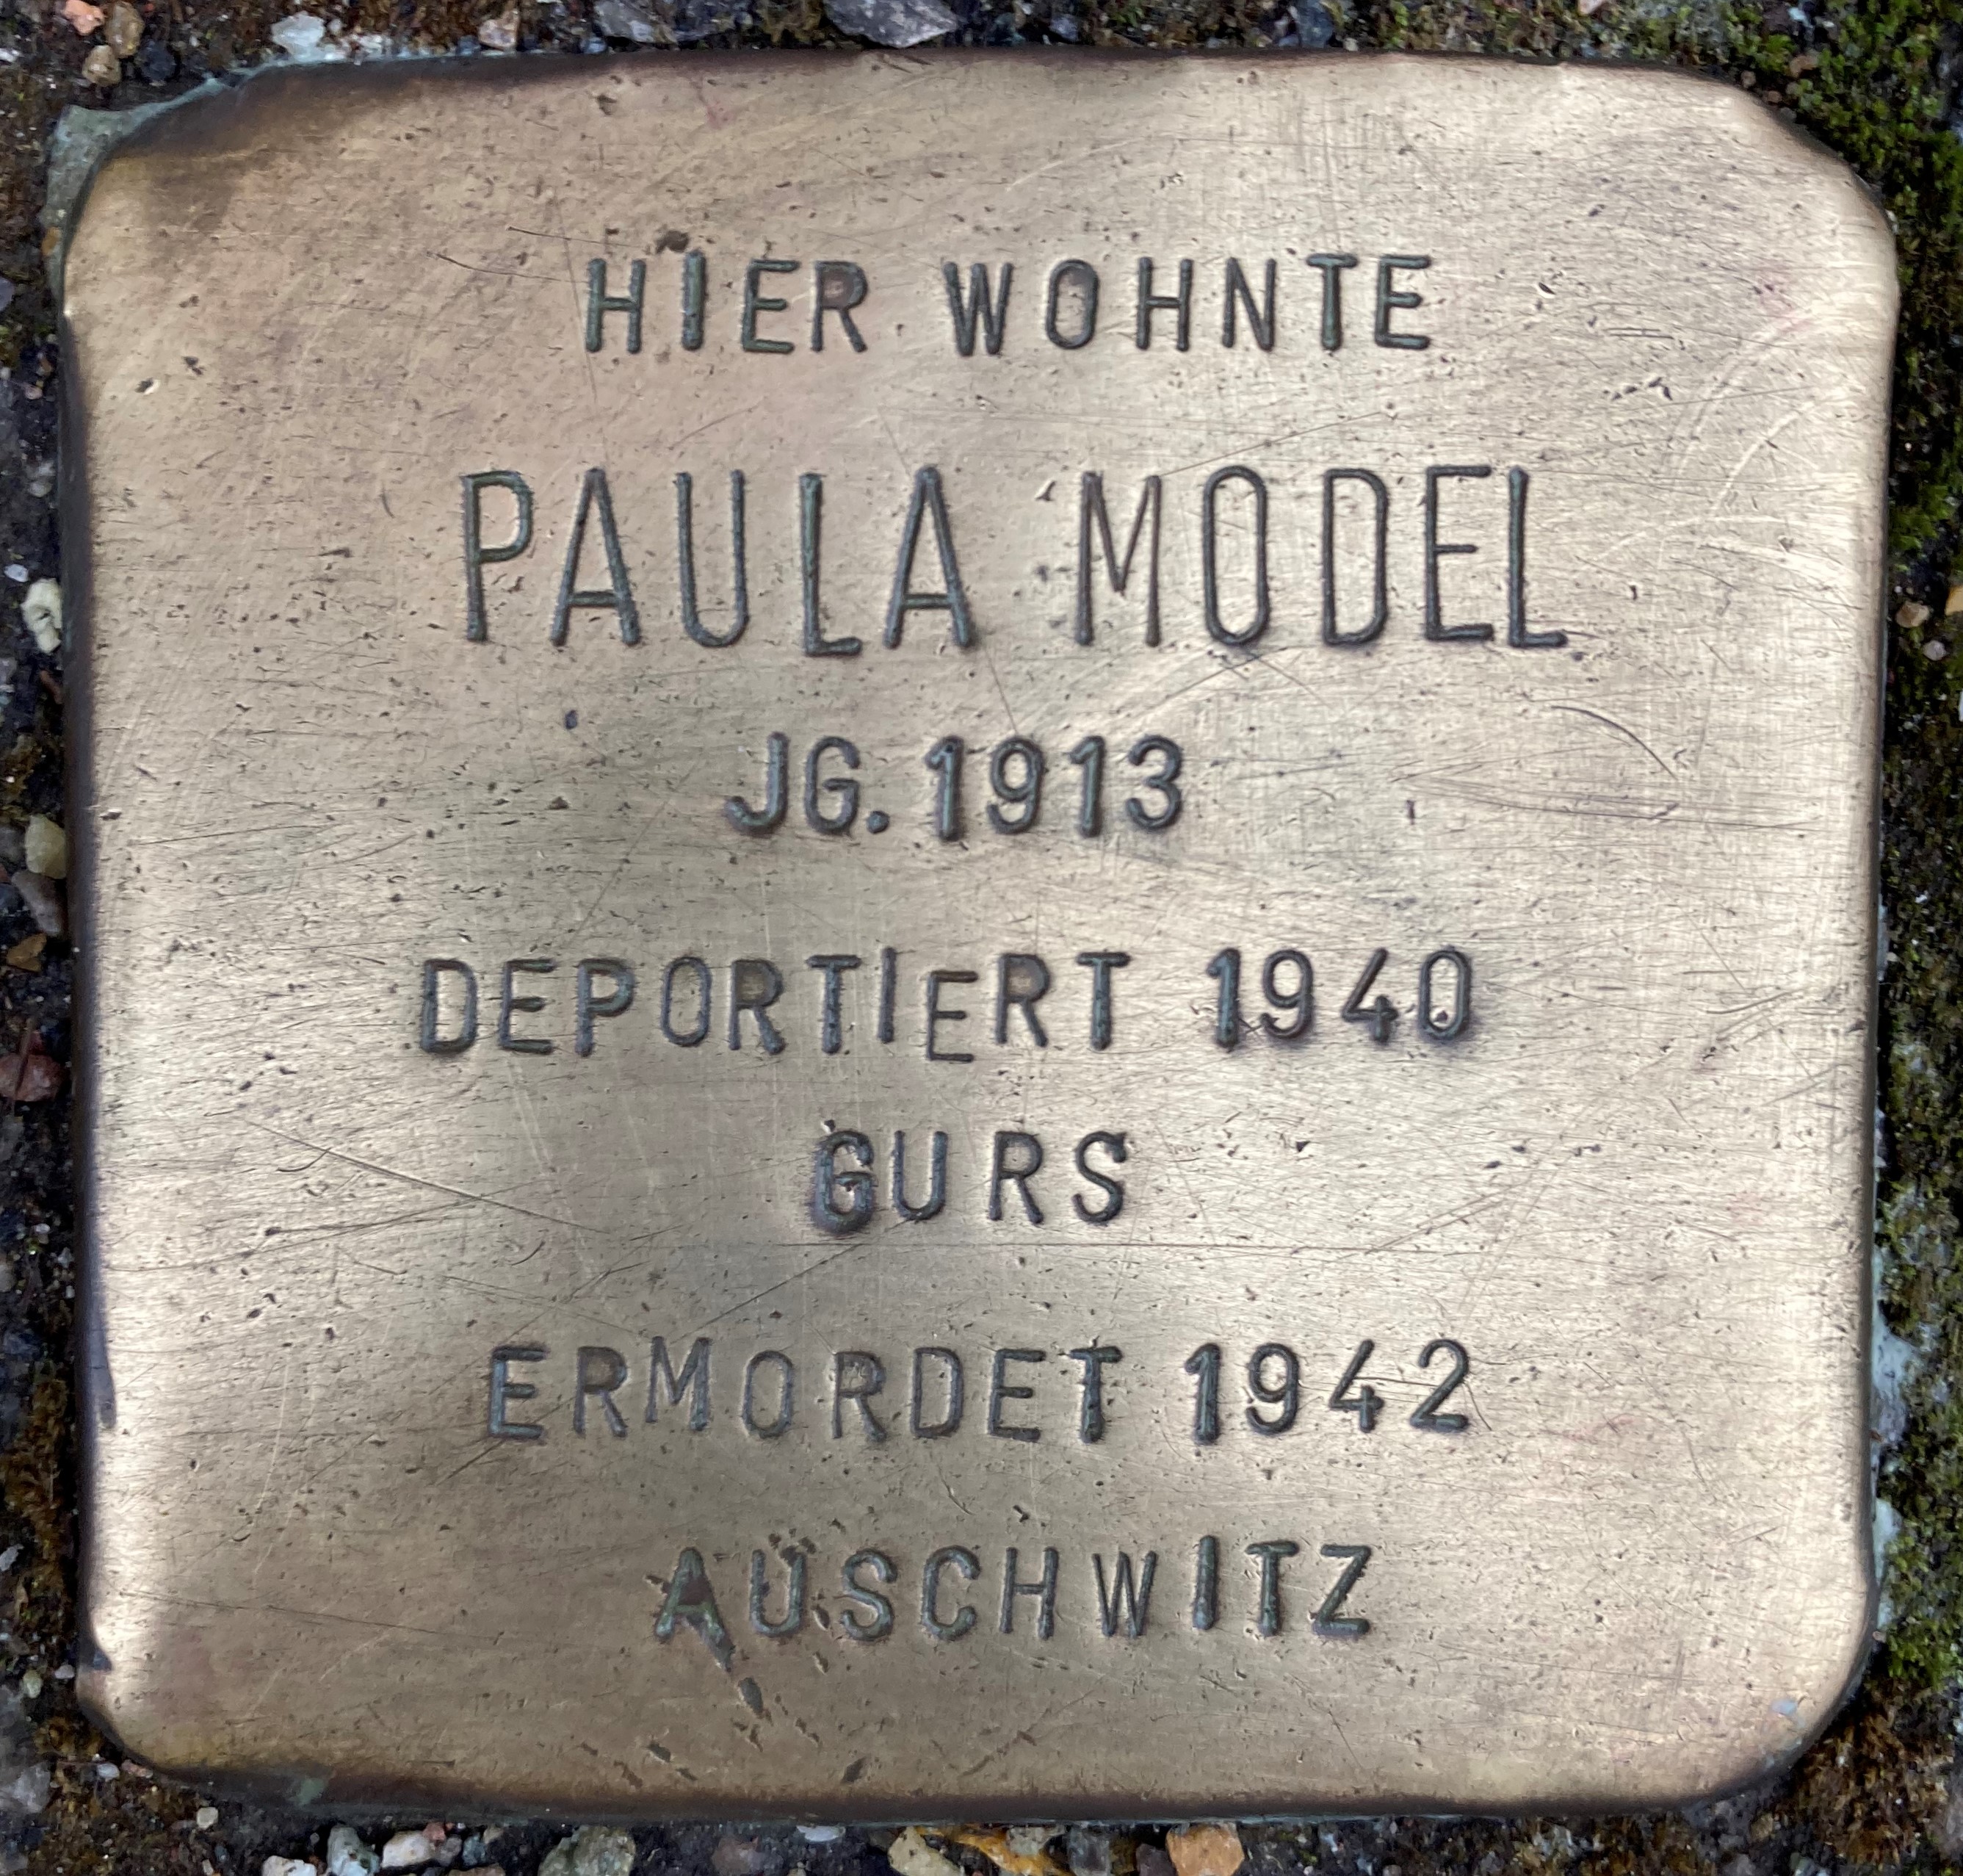 HIER WOHNTE
PAULA MODEL
JG. 1913
DEPORTIERT 1940
GURS
ERMORDET 1942
AUSCHWITZ